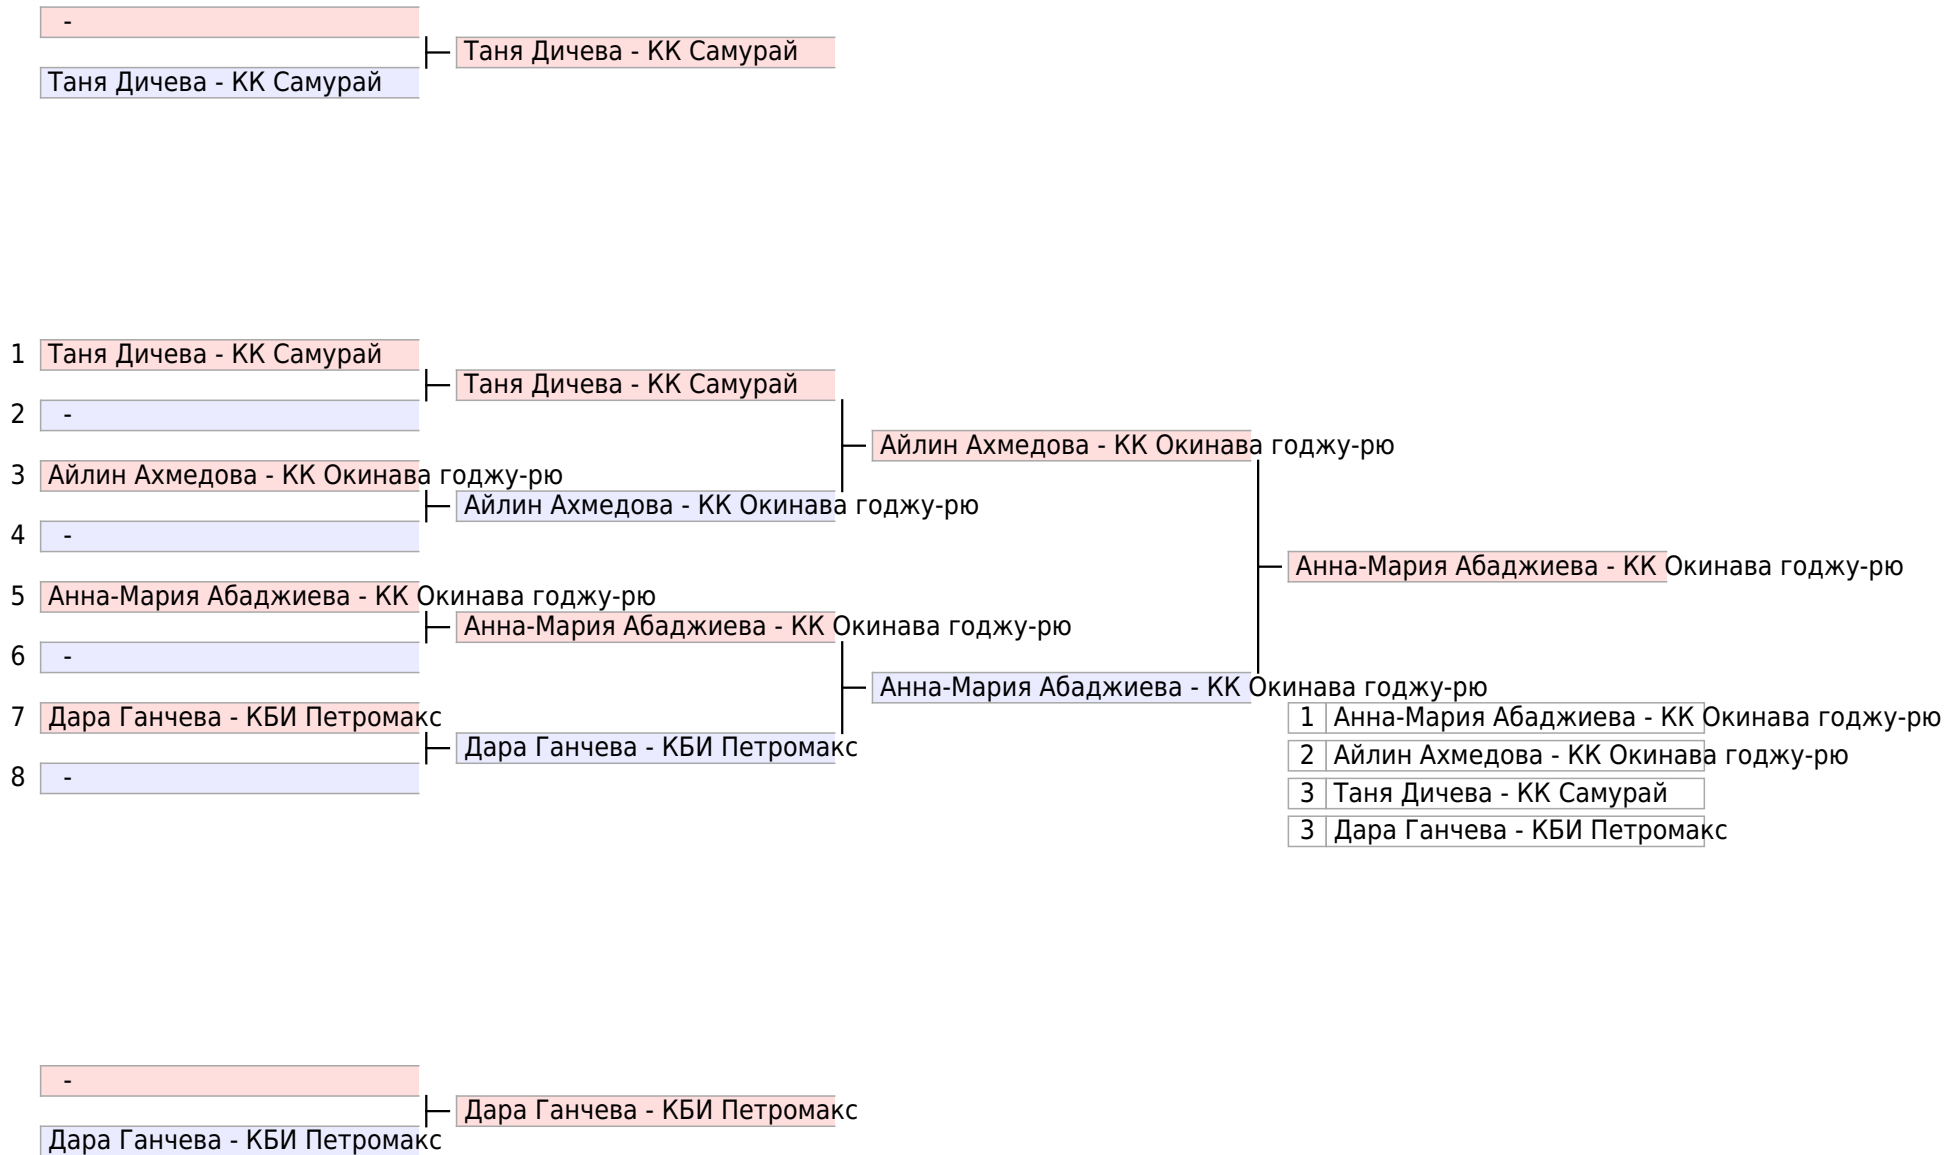 -
Таня Дичева - КК Самурай
Таня Дичева - КК Самурай
1 Таня Дичева - КК Самурай
Таня Дичева - КК Самурай
2 -
Айлин Ахмедова - КК Окинава годжу-рю
3 Айлин Ахмедова - КК Окинава годжу-рю
Айлин Ахмедова - КК Окинава годжу-рю
4 -
Анна-Мария Абаджиева - КК Окинава годжу-рю
5 Анна-Мария Абаджиева - КК Окинава годжу-рю
Анна-Мария Абаджиева - КК Окинава годжу-рю
6 -
Анна-Мария Абаджиева - КК Окинава годжу-рю
7 Дара Ганчева - КБИ Петромакс
Дара Ганчева - КБИ Петромакс
8 -
1 Анна-Мария Абаджиева - КК Окинава годжу-рю
2 Айлин Ахмедова - КК Окинава годжу-рю
3 Таня Дичева - КК Самурай
3 Дара Ганчева - КБИ Петромакс
-
Дара Ганчева - КБИ Петромакс
Дара Ганчева - КБИ Петромакс